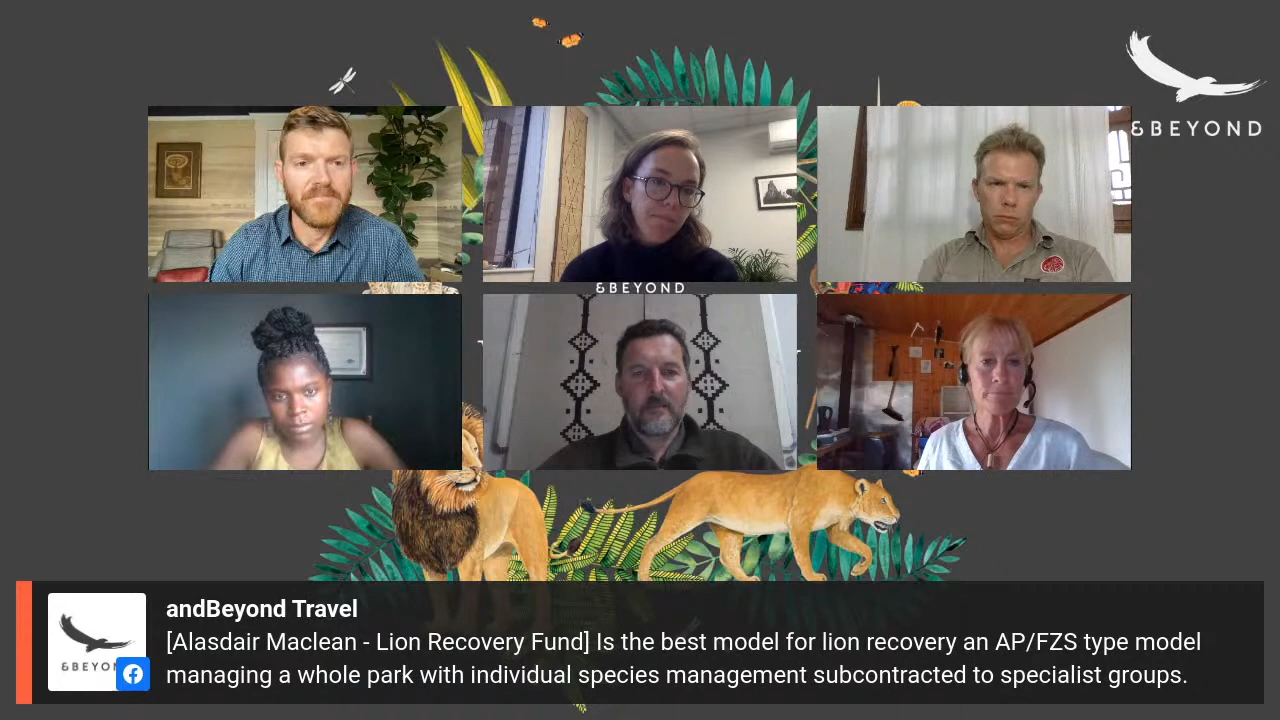 &BEYOND
&BEYOND
andBeyond Travel
[Alasdair Maclean - Lion Recovery Fund] Is the best model for lion recovery an AP/FZS type model
managing a whole park with individual species management subcontracted to specialist groups.
&BEYON